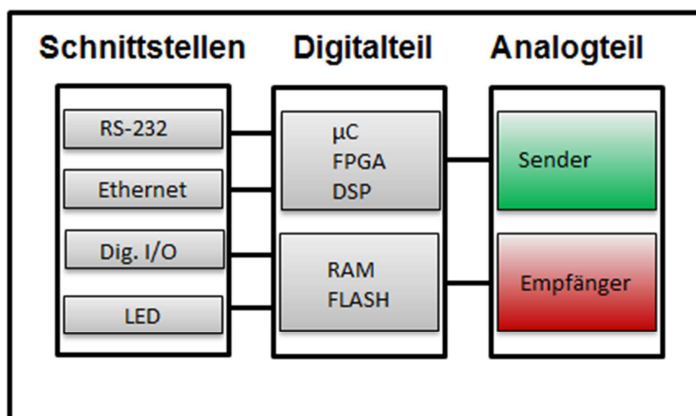 Schnittstellen
Digitalteil
Analogteil
RS-232
Ethernet
Dig. I/O
LED
µC
FPGA
DSP
RAM
FLASH
Sender
Empfänger